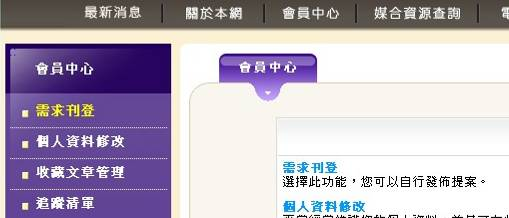 最新消息 關於本網 會員中心 媒合資源查詢
會員中心
需求刊登
個人資料修改
收藏文章管理
追蹤清單
會員中心
需求刊登
選擇此功能，您可以自行發佈提案。
個人資料修改